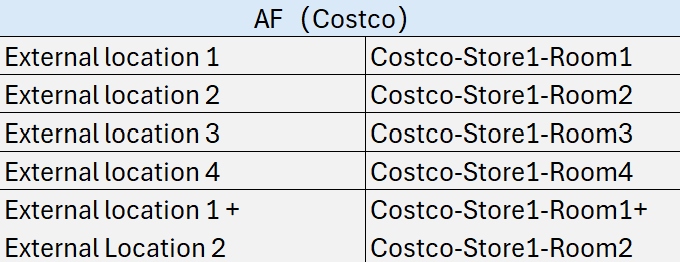 AF （Costco）
External location 1 Costco-Store1-Room1
External location 2 Costco-Store1-Room2
External location 3 Costco-Store1-Room3
External location 4 Costco-Store1-Room4
External location 1 + Costco-Store1-Room1+
External Location 2 Costco-Store1-Room2